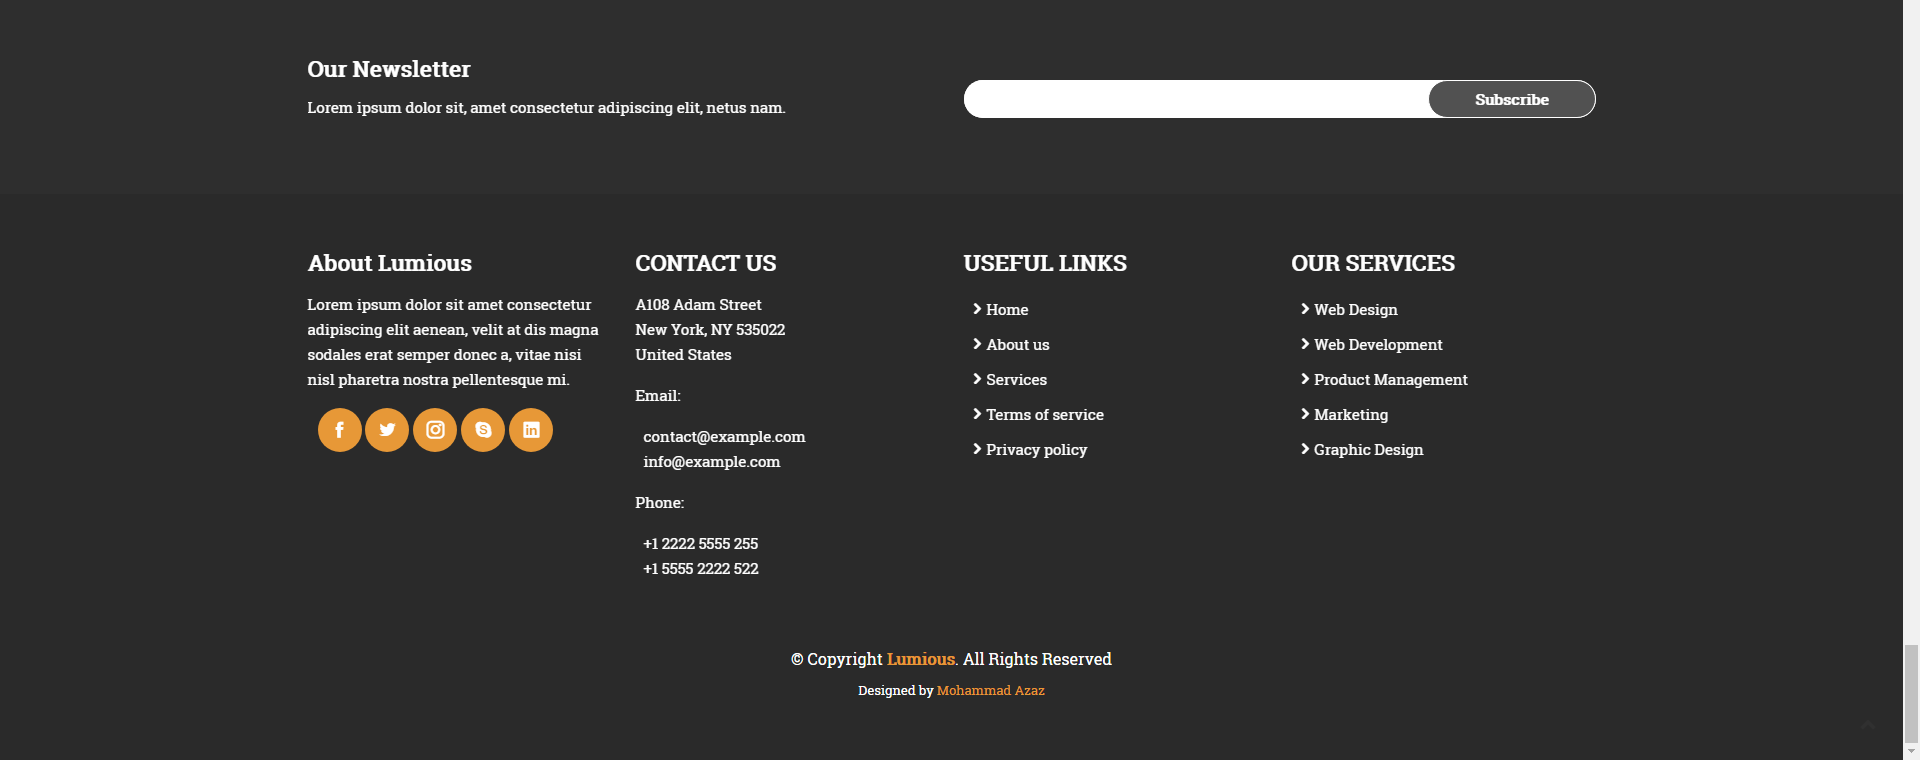 Our Newsletter
Lorem ipsum dolor sit, amet consectetur adipiscing elit, netus nam.
Subscribe
About Lumious
Lorem ipsum dolor sit amet consectetur
adipiscing elit aenean, velit at dis magna
sodales erat semper donec a, vitae nisi
nisl pharetra nostra pellentesque mi.
CONTACT US
A108 Adam Street
New York, NY 535022
United States
Email:
contact@example.com
info@example.com
Phone:
+1 2222 5555 255
+1 5555 2222 522
USEFUL LINKS
Home
About us
Services
Terms of service
Privacy policy
OUR SERVICES
Web Design
Web Development
Product Management
Marketing
Graphic Design
© Copyright Lumious. All Rights Reserved
Designed by Mohammad Azaz